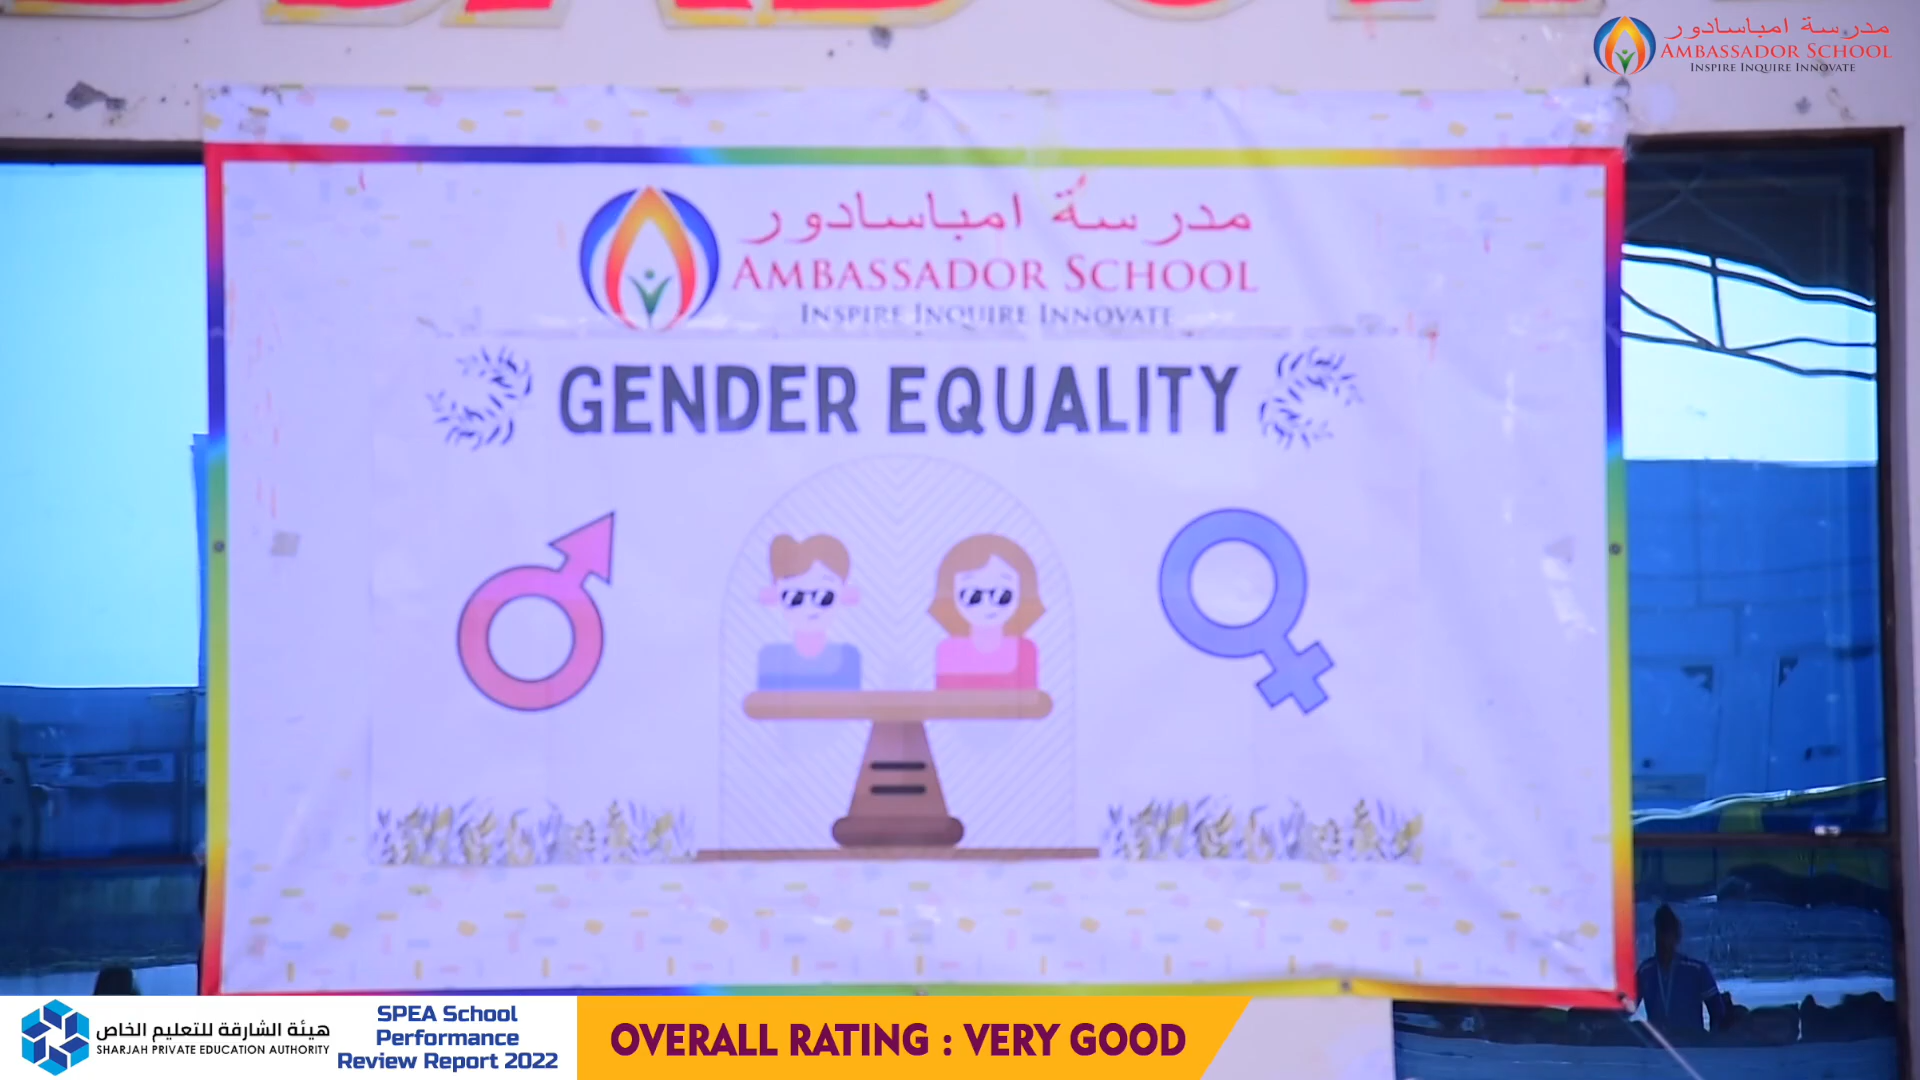 مدرسة امباسادور
AMBASSADOR SCHOOL
INSPIRE INQUIRE INNOVATE
مدرسة امباسادور
AMBASSADOR SCHOOL
INSPIRE INQUIRE INNOVATE
GENDER EQUALITY
هيئة الشارقة للتعليم الخاص
SHARJAH PRIVATE EDUCATION AUTHORITY
SPEA School
Performance
Review Report 2022
OVERALL RATING : VERY GOOD